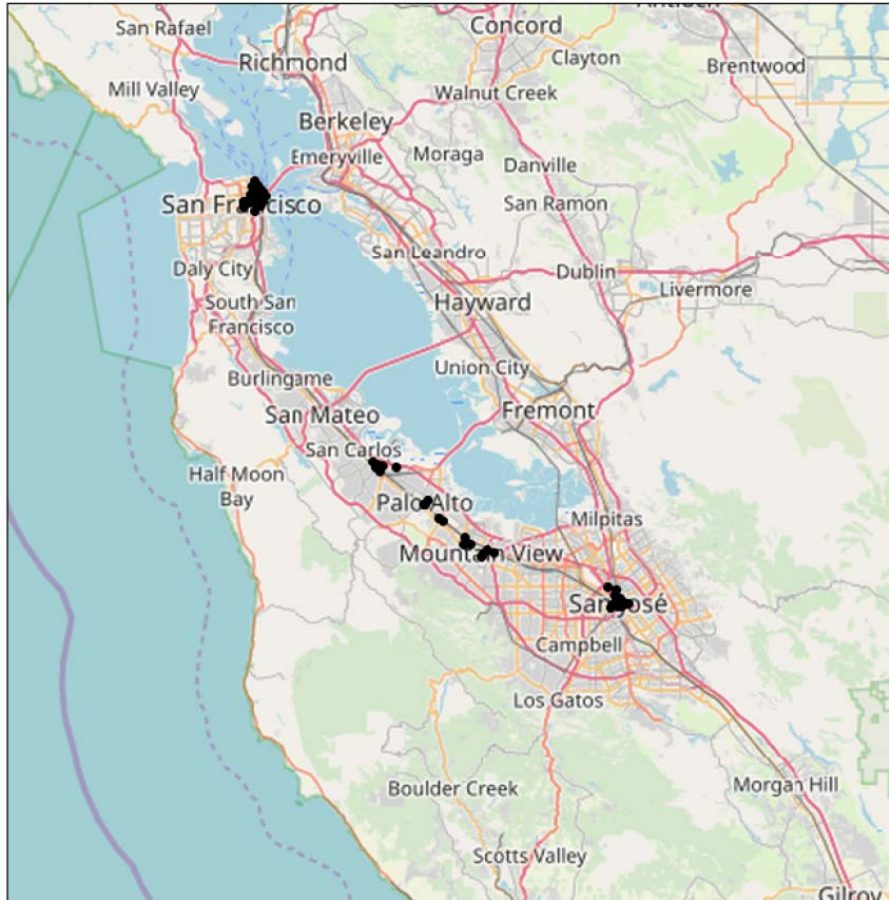 San Rafael
Concord
Clayton
Richmond
Brentwood
Mill Valley
Walnut Creek
Berkeley
Emeryville
Moraga
Danville
San Francisco
San Ramon
San Leandro
Daly City
Dublin
Livermore
South San
Francisco
Hayward
Union City
Burlingame
San Mateo
Fremont
San Carlos
Half Moon
Bay
Palo Alto
Milpitas
Mountain View
San José
Campbell
Los Gatos
Boulder Creek
Morgan Hill
Scotts Valley
Gilroy